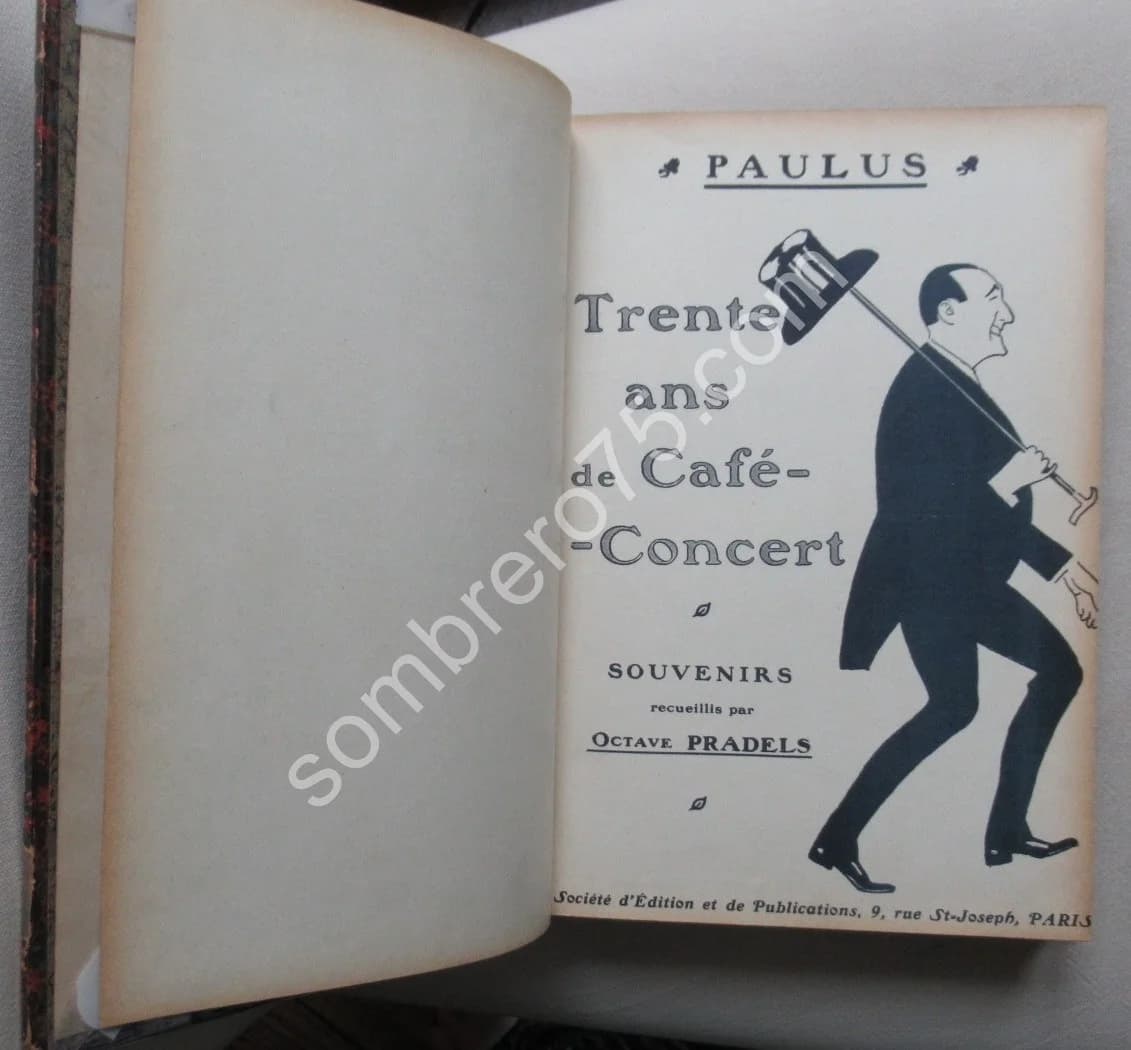 PAULUS
Trente
ans
de Café-
-Concert
SOUVENIRS
recueillis par
OCTAVE PRADELS
Société d'Édition et de Publications, 9, rue St-Joseph, PARIS
sombrero75.com